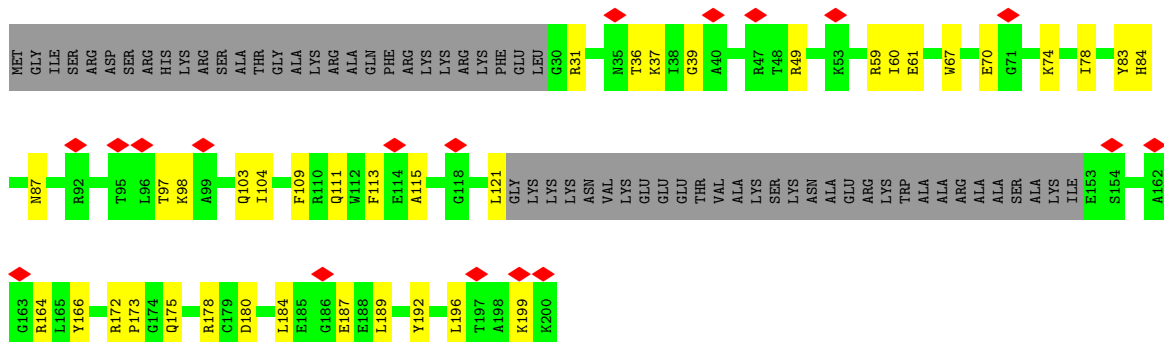 MET GLY ILE SER ARG ASP SER ARG HIS LYS ARG SER ALA THR GLY ALA LYS ARG ALA GLN PHE ARG LYS LYS ARG LYS PHE GLU LEU G30 R31 N35 T36 K37 I38 G39 A40 R47 T48 R49 K53 R59 I60 E61 W67 E70 G71 K74 I78 Y83 H84
N87 R92 T95 L96 T97 K98 A99 Q103 I104 F109 R110 Q111 W112 F113 E114 A115 G118 L121 GLY LYS LYS LYS ASN VAL LYS GLU GLU GLU THR VAL ALA LYS SER LYS ASN ALA GLU ARG LYS TRP ALA ALA ARG ALA ALA SER ALA LYS ILE E153 S154 A162
G163 R164 L165 Y166 R172 P173 G174 Q175 R178 C179 D180 L184 E185 G186 E187 E188 L189 Y192 L196 T197 A198 K199 K200